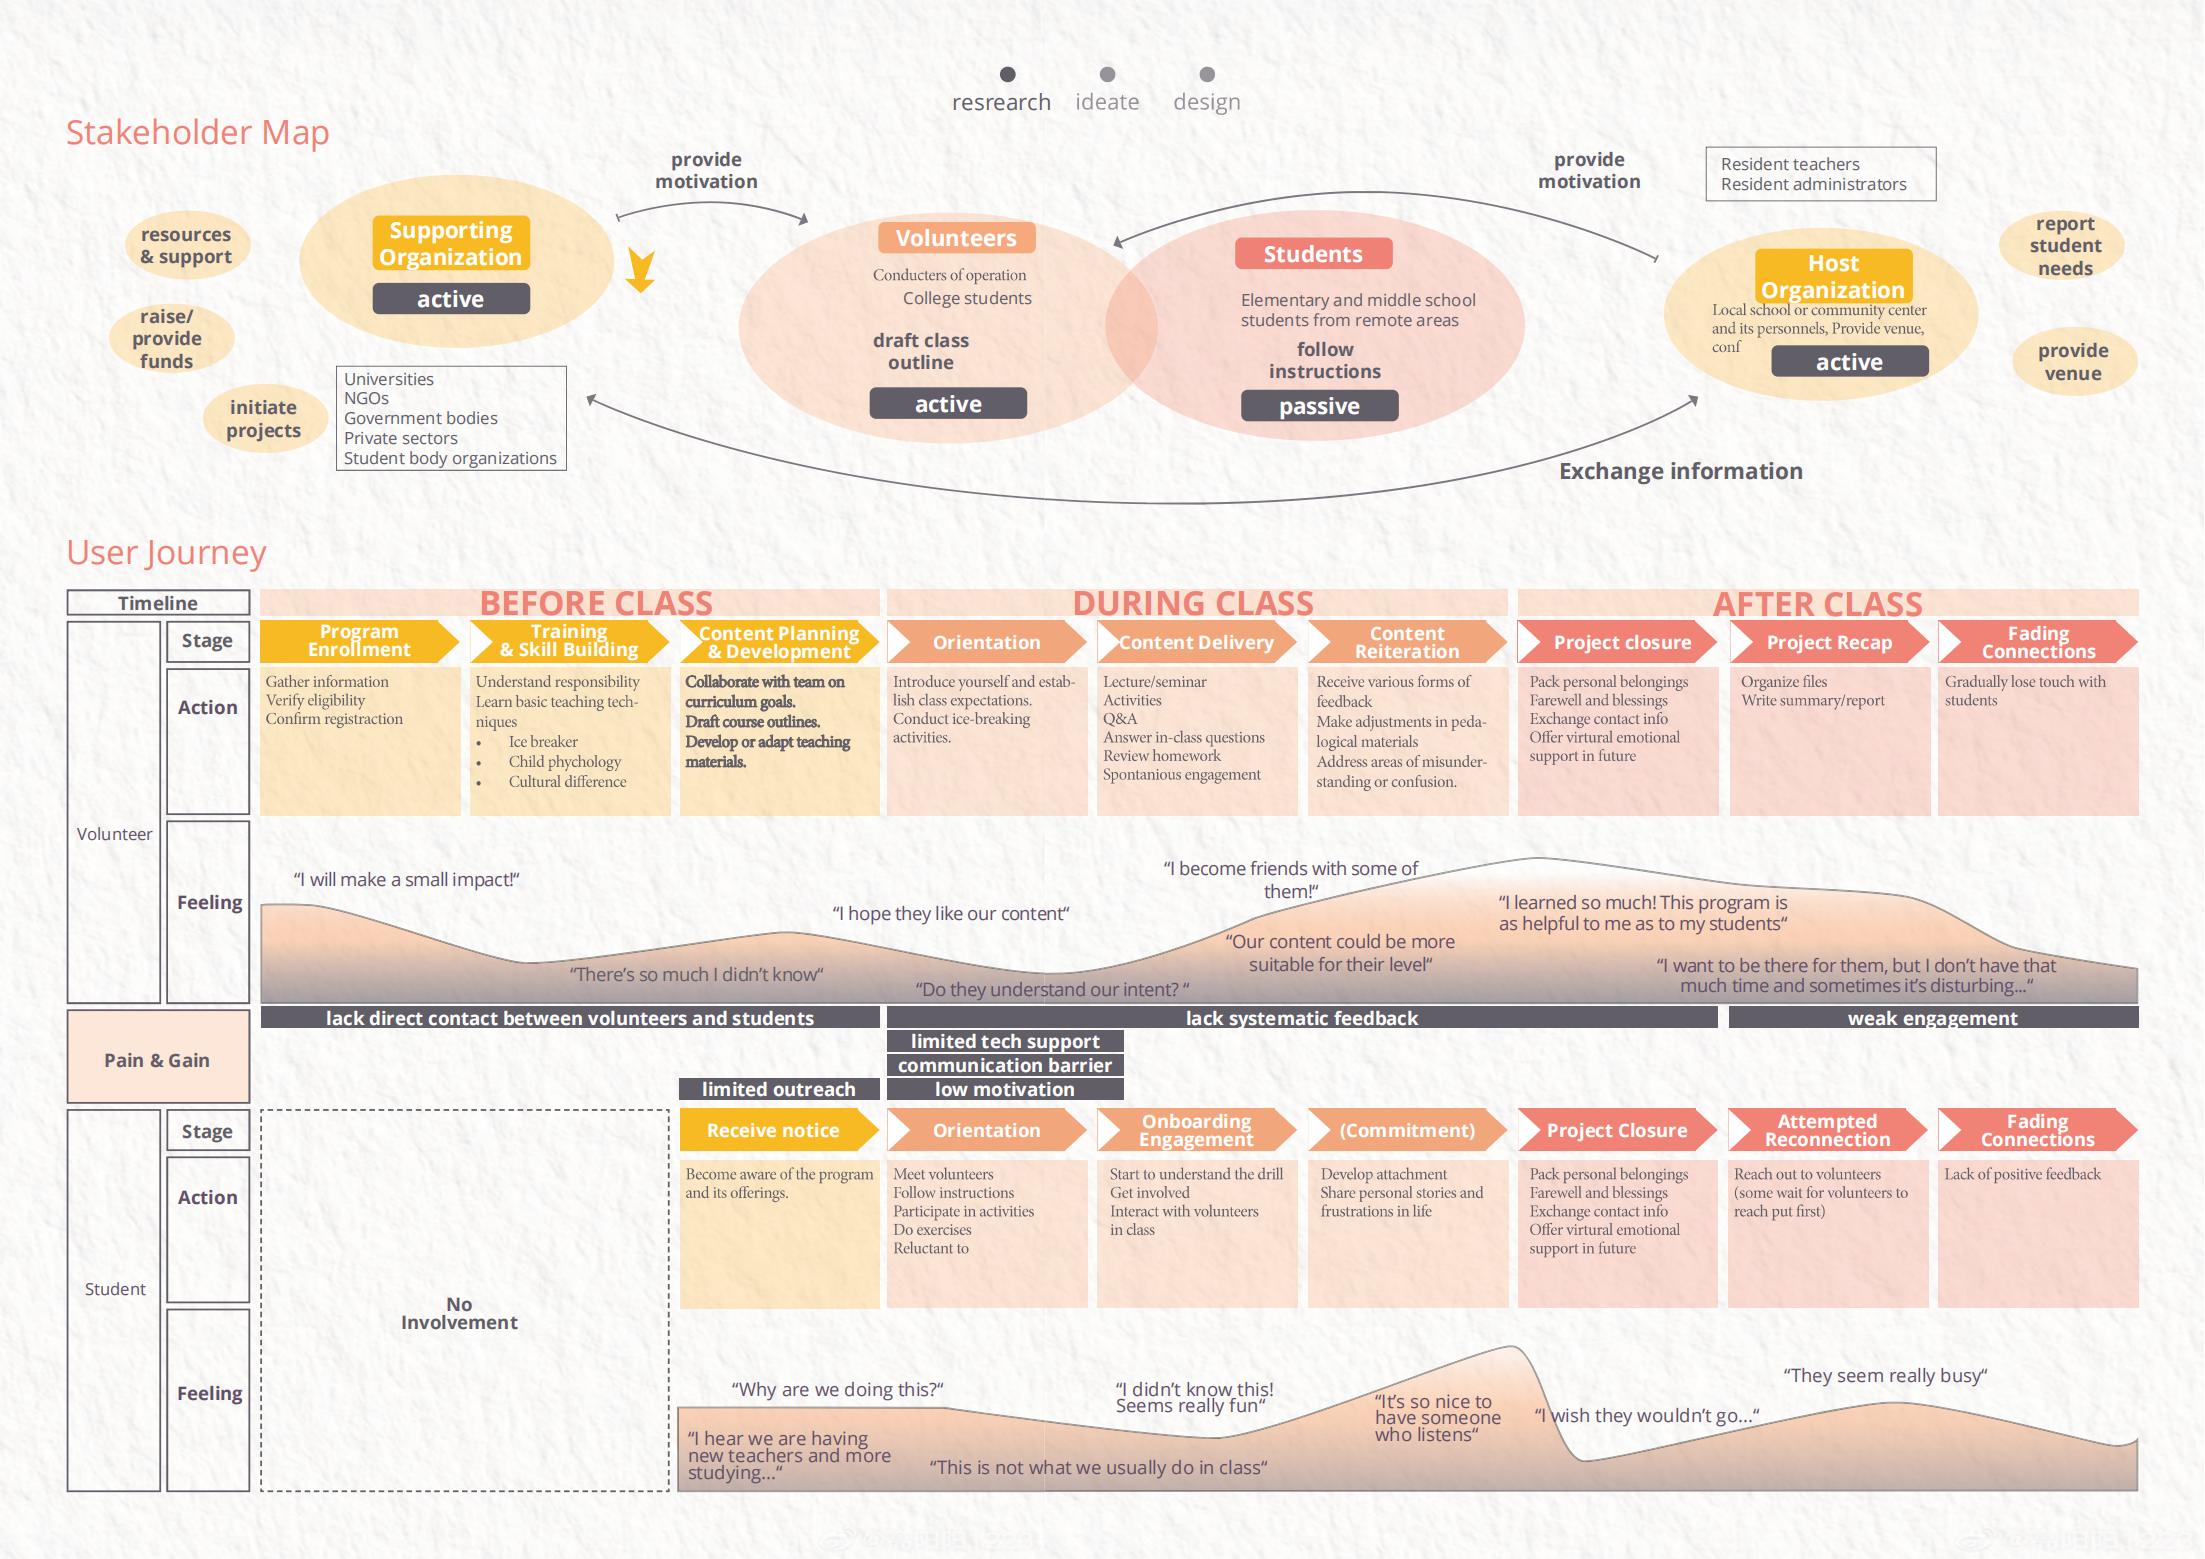 resrearch
ideate
design
Stakeholder Map
resources
& support
raise/
provide
funds
initiate
projects
Supporting
Organization
active
Universities
NGOs
Government bodies
Private sectors
Student body organizations
provide
motivation
Volunteers
Conducters of operation
College students
draft class
outline
active
Students
Elementary and middle school
students from remote areas
follow
instructions
passive
provide
motivation
Resident teachers
Resident administrators
Host
Organization
Local school or community center
and its personnels, Provide venue,
conf
active
report
student
needs
provide
venue
Exchange information
User Journey
Timeline
BEFORE CLASS
DURING CLASS
AFTER CLASS
Volunteer
Stage
Program
Enrollment
Training
& Skill Building
Content Planning
& Development
Orientation
Content Delivery
Content
Reiteration
Project closure
Project Recap
Fading
Connections
Action
Gather information
Verify eligibility
Confirm registraction
Understand responsibility
Learn basic teaching tech-
niques
• Ice breaker
• Child phychology
• Cultural difference
Collaborate with team on
curriculum goals.
Draft course outlines.
Develop or adapt teaching
materials.
Introduce yourself and estab-
lish class expectations.
Conduct ice-breaking
activities.
Lecture/seminar
Activities
Q&A
Answer in-class questions
Review homework
Spontanious engagement
Receive various forms of
feedback
Make adjustments in peda-
logical materials
Address areas of misunder-
standing or confusion.
Pack personal belongings
Farewell and blessings
Exchange contact info
Offer virtural emotional
support in future
Organize files
Write summary/report
Gradually lose touch with
students
Feeling
“I will make a small impact!“
“There’s so much I didn’t know“
“I hope they like our content“
“Do they understand our intent? “
“I become friends with some of
them!“
“Our content could be more
suitable for their level“
“I learned so much! This program is
as helpful to me as to my students“
“I want to be there for them, but I don’t have that
much time and sometimes it’s disturbing...“
Pain & Gain
lack direct contact between volunteers and students
lack systematic feedback
weak engagement
limited tech support
communication barrier
limited outreach
low motivation
Student
Stage
Receive notice
Orientation
Onboarding
Engagement
(Commitment)
Project Closure
Attempted
Reconnection
Fading
Connections
Action
No
Involvement
Become aware of the program
and its offerings.
Meet volunteers
Follow instructions
Participate in activities
Do exercises
Reluctant to
Start to understand the drill
Get involved
Interact with volunteers
in class
Develop attachment
Share personal stories and
frustrations in life
Pack personal belongings
Farewell and blessings
Exchange contact info
Offer virtural emotional
support in future
Reach out to volunteers
(some wait for volunteers to
reach put first)
Lack of positive feedback
Feeling
“Why are we doing this?“
“I hear we are having
new teachers and more
studying...“
“This is not what we usually do in class“
“I didn’t know this!
Seems really fun“
“It’s so nice to
have someone
who listens“
“I wish they wouldn’t go...“
“They seem really busy“